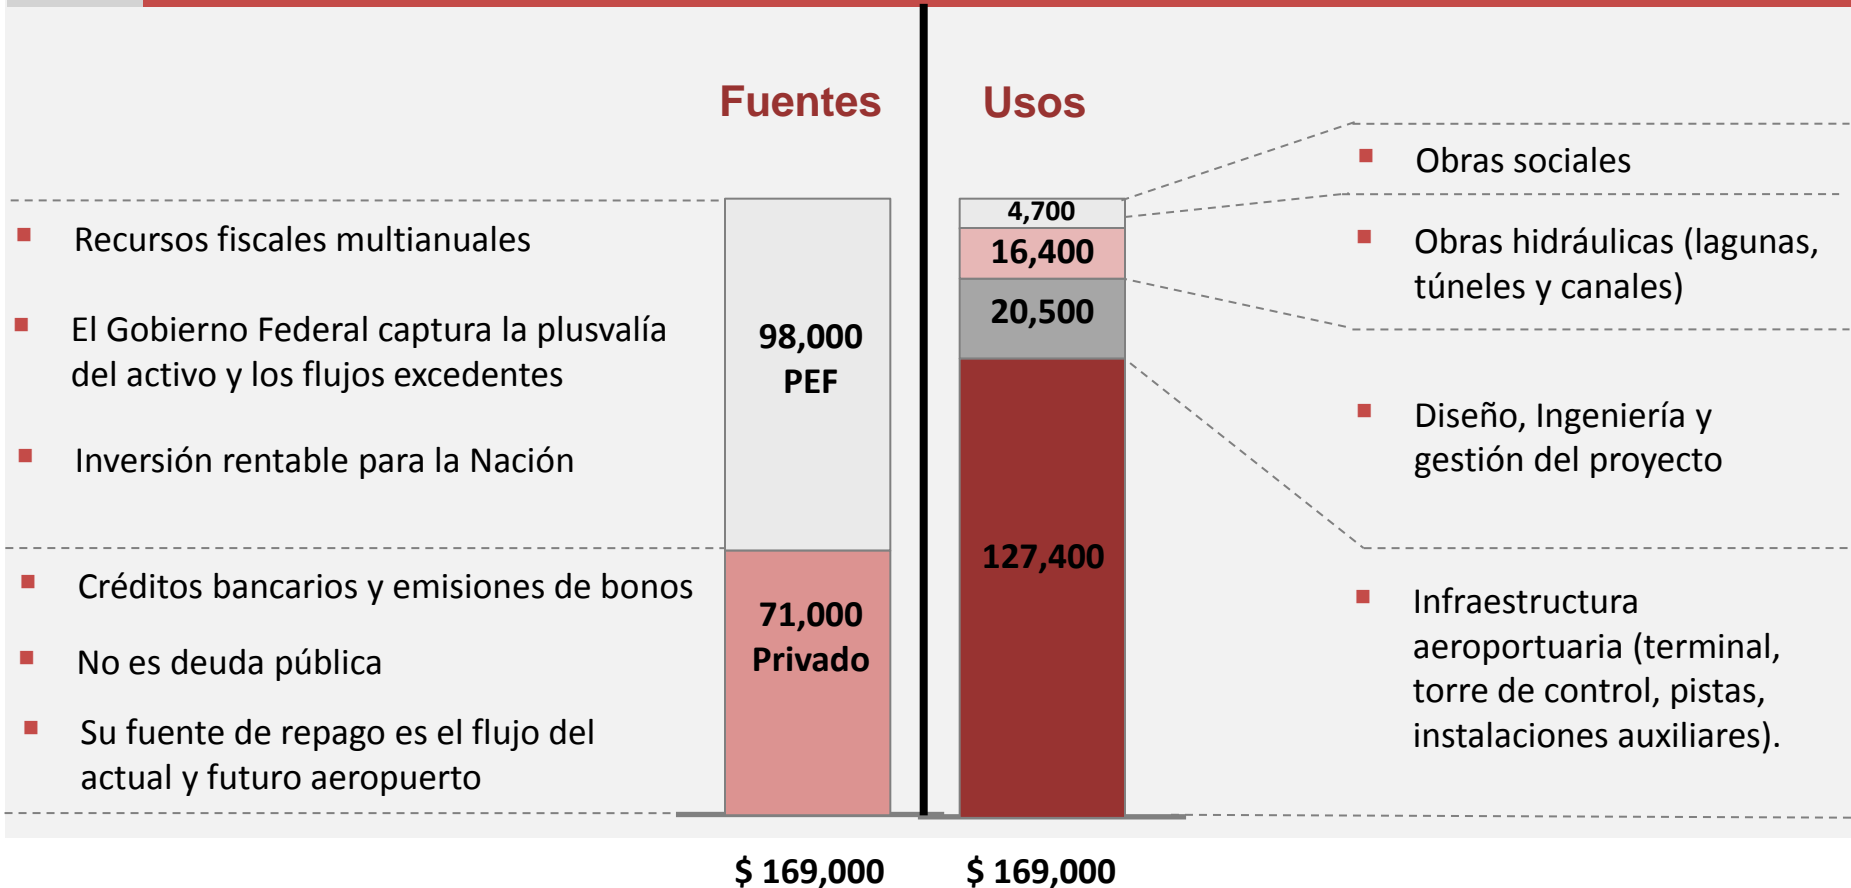 Fuentes
Usos
Recursos fiscales multianuales
El Gobierno Federal captura la plusvalía
del activo y los flujos excedentes
Inversión rentable para la Nación
Créditos bancarios y emisiones de bonos
No es deuda pública
Su fuente de repago es el flujo del
actual y futuro aeropuerto
98,000
PEF
71,000
Privado
$ 169,000
4,700
16,400
20,500
127,400
$ 169,000
Obras sociales
Obras hidráulicas (lagunas,
túneles y canales)
Diseño, Ingeniería y
gestión del proyecto
Infraestructura
aeroportuaria (terminal,
torre de control, pistas,
instalaciones auxiliares).